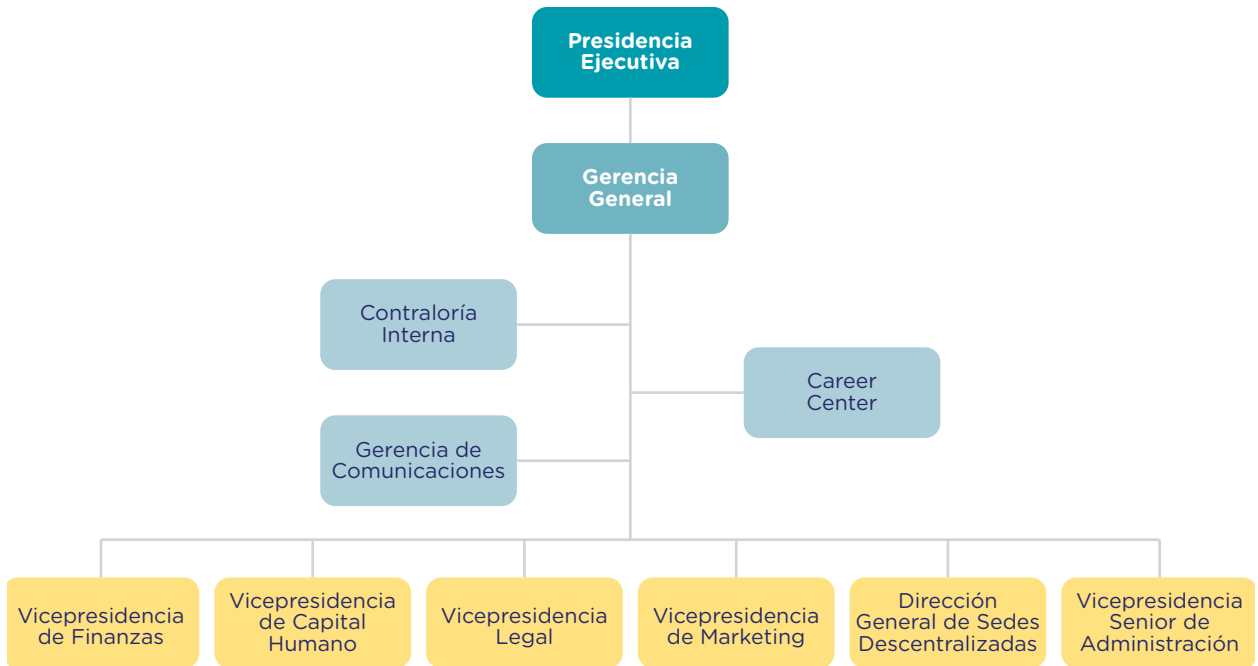 Presidencia
Ejecutiva
Gerencia
General
Contraloría
Interna
Career
Center
Gerencia de
Comunicaciones
Vicepresidencia
de Finanzas
Vicepresidencia
de Capital
Humano
Vicepresidencia
Legal
Vicepresidencia
de Marketing
Dirección
General de Sedes
Descentralizadas
Vicepresidencia
Senior de
Administración